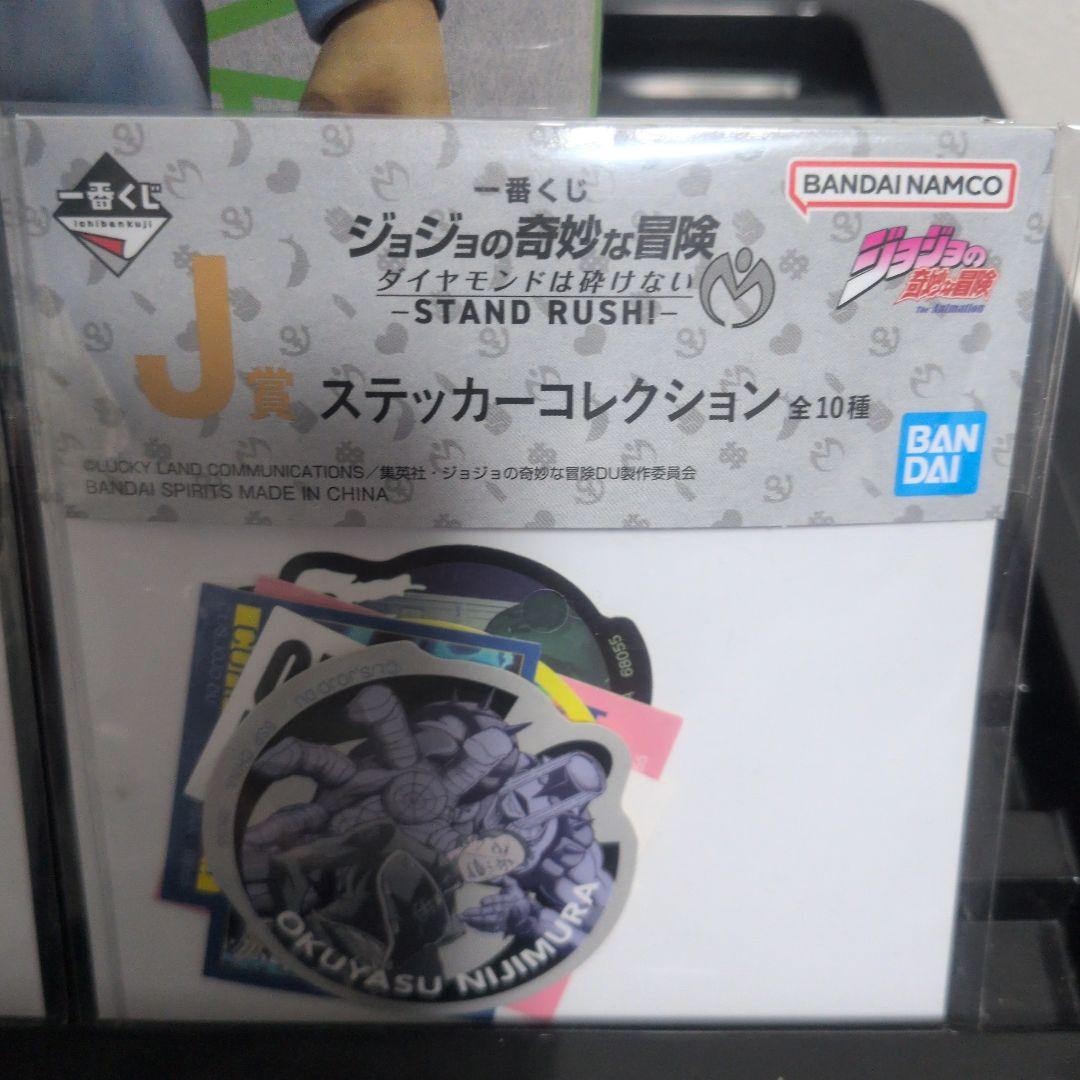 一番くじ
ichibankuji
一番くじ
ジョジョの奇妙な冒険
ダイヤモンドは砕けない
-STAND RUSH!-
BANDAI NAMCO
ジョジョの
奇妙な冒険
The Animation
J賞 ステッカーコレクション 全10種
BAN
DAI
©LUCKY LAND COMMUNICATIONS／集英社・ジョジョの奇妙な冒険DU製作委員会
BANDAI SPIRITS MADE IN CHINA
68055
OKUYASU NIJIMURA